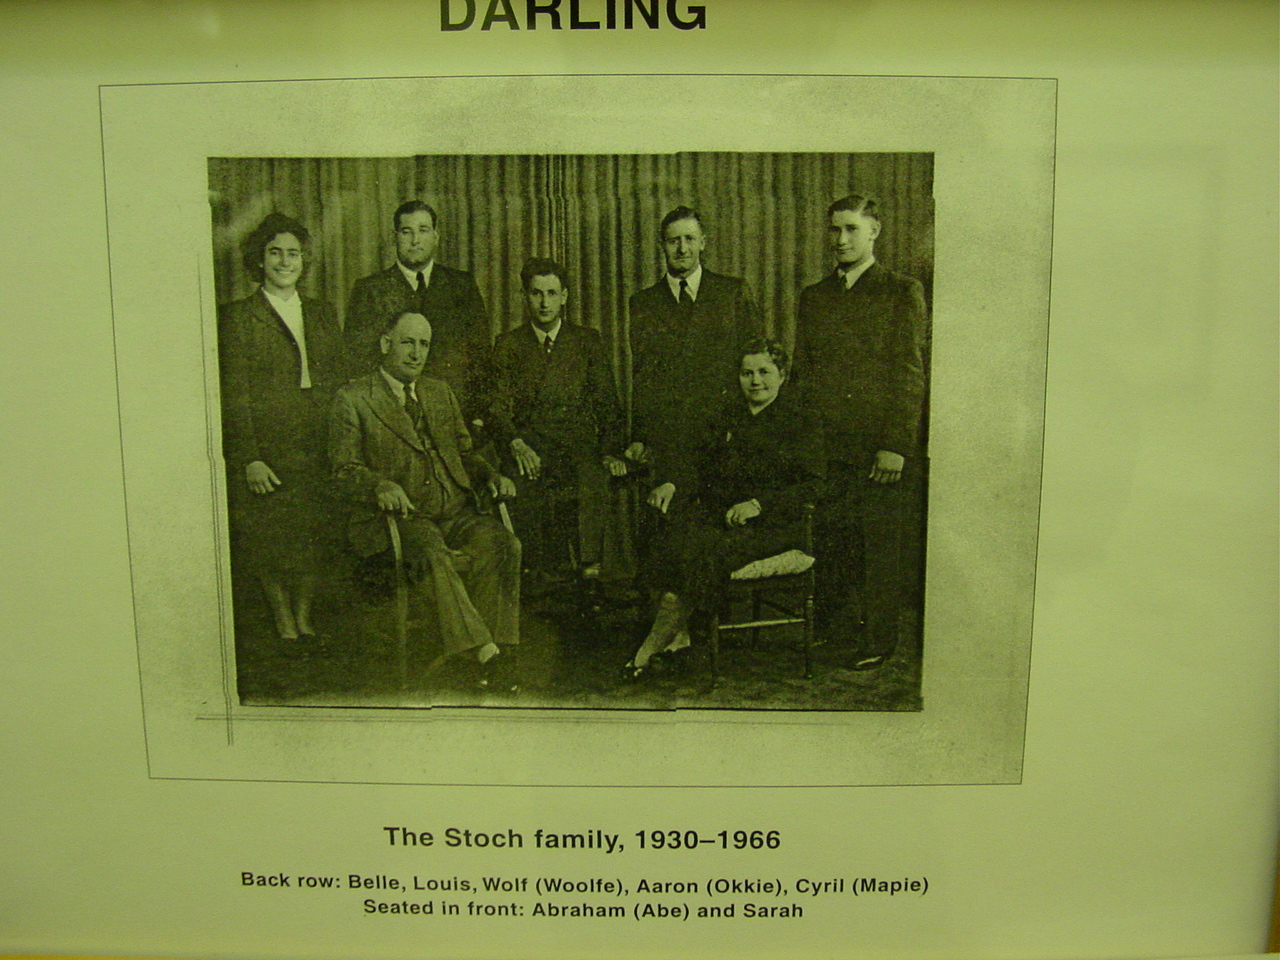 DARLING
The Stoch family, 1930–1966
Back row: Belle, Louis, Wolf (Woolfe), Aaron (Okkie), Cyril (Mapie)
Seated in front: Abraham (Abe) and Sarah